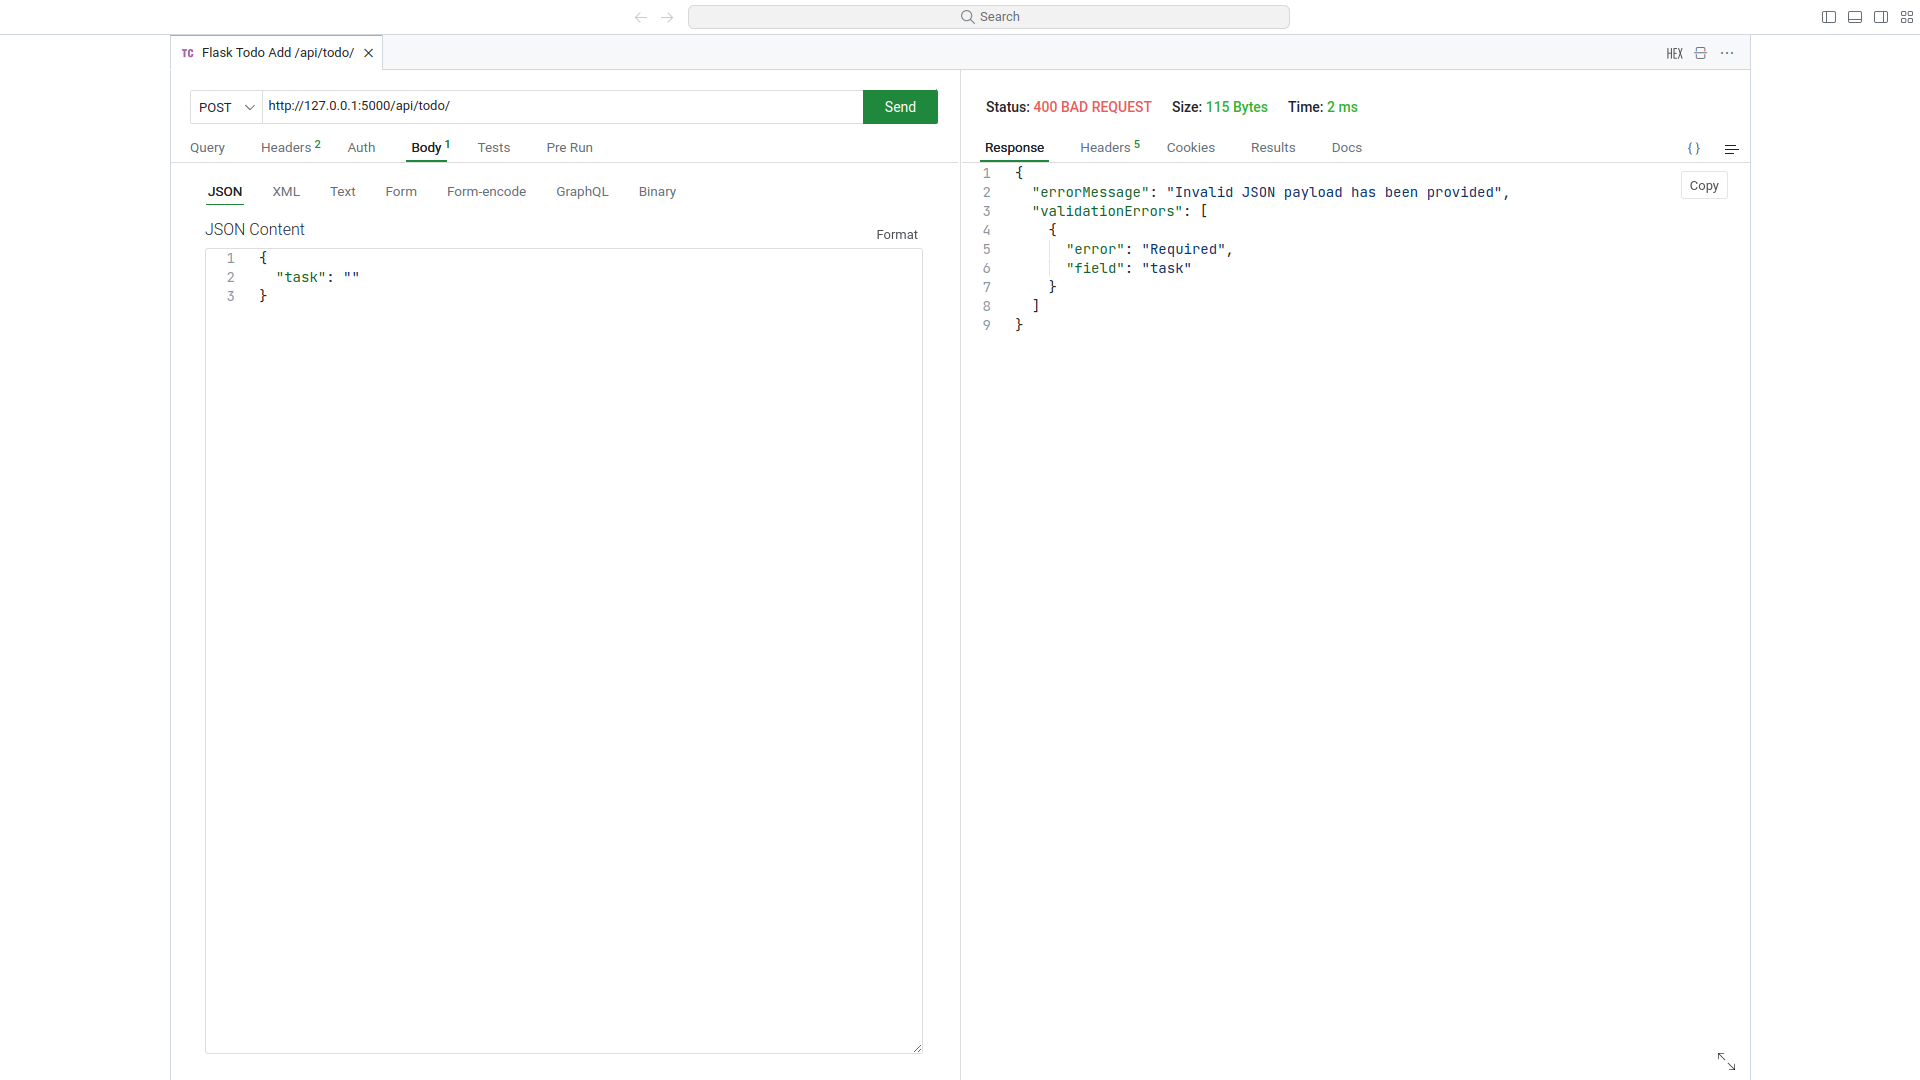 Search
TC Flask Todo Add /api/todo/
HEX
POST http://127.0.0.1:5000/api/todo/ Send
Query Headers 2 Auth Body 1 Tests Pre Run
JSON XML Text Form Form-encode GraphQL Binary
JSON Content
Format
1 {
2   "task": ""
3 }
Status: 400 BAD REQUEST Size: 115 Bytes Time: 2 ms
Response Headers 5 Cookies Results Docs {}
Copy
1 {
2   "errorMessage": "Invalid JSON payload has been provided",
3   "validationErrors": [
4     {
5       "error": "Required",
6       "field": "task"
7     }
8   ]
9 }